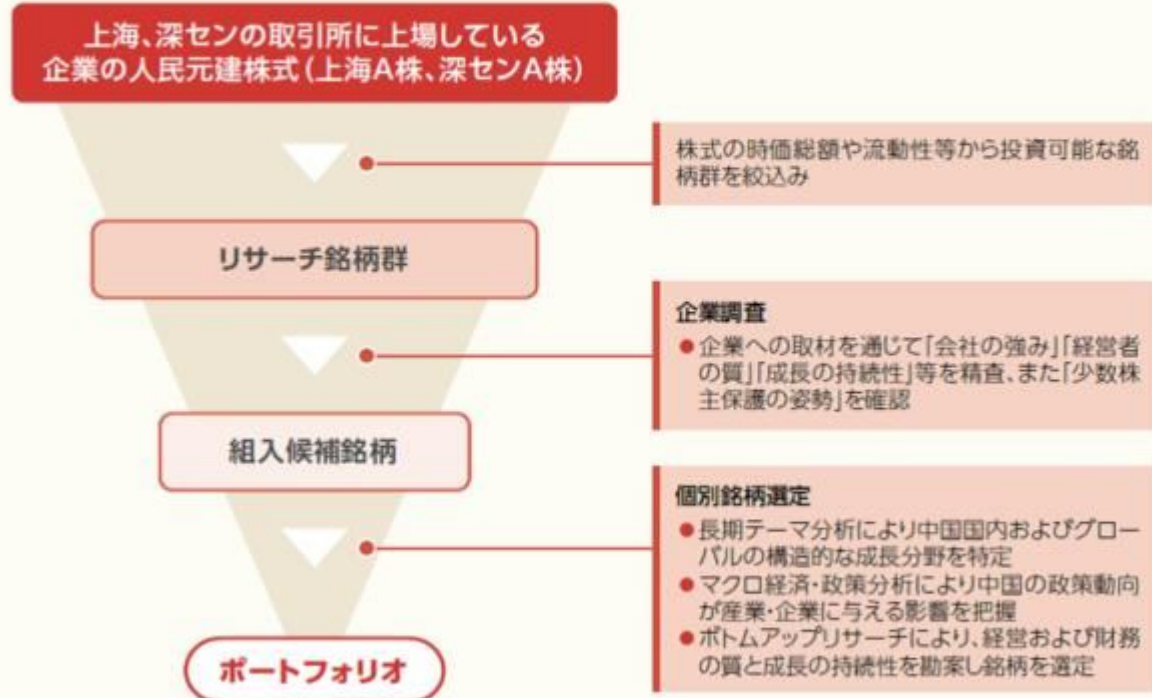 上海、深センの取引所に上場している
企業の人民元建株式(上海A株、深センA株)
株式の時価総額や流動性等から投資可能な銘
柄群を絞込み
リサーチ銘柄群
企業調査
●企業への取材を通じて「会社の強み」「経営者
の質」「成長の持続性」等を精査、また「少数株
主保護の姿勢」を確認
組入候補銘柄
個別銘柄選定
●長期テーマ分析により中国国内およびグロー
バルの構造的な成長分野を特定
●マクロ経済・政策分析により中国の政策動向
が産業・企業に与える影響を把握
●ボトムアップリサーチにより、経営および財務
の質と成長の持続性を勘案し銘柄を選定
ポートフォリオ